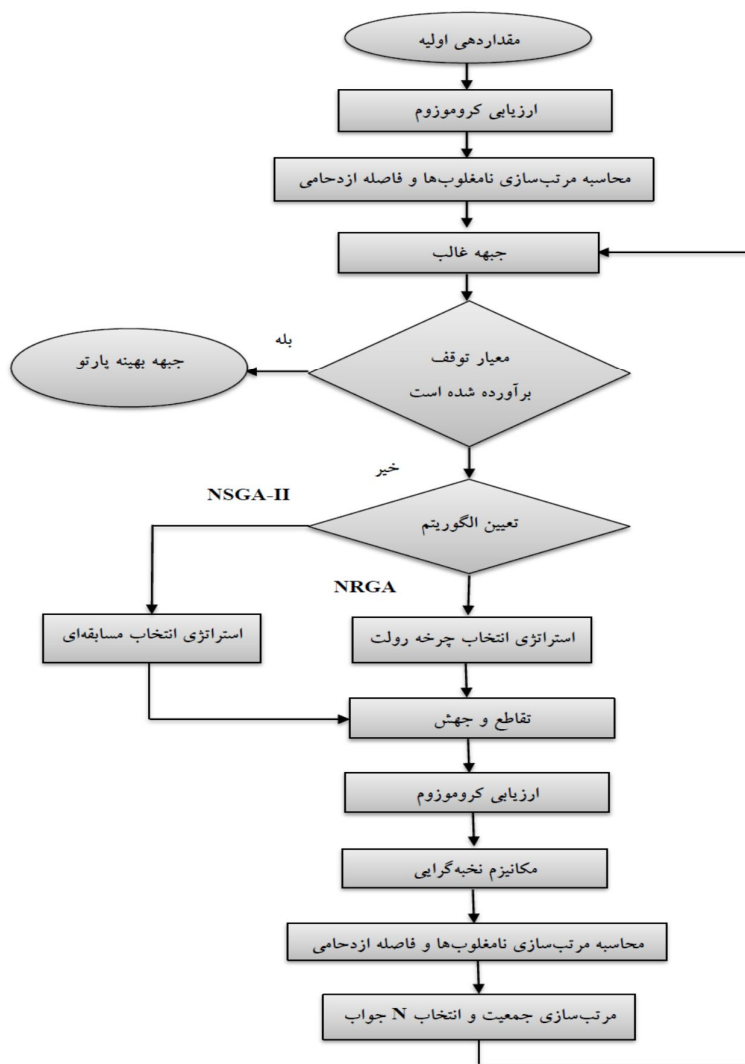 مقداردهی اولیه
ارزیابی کروموزوم
محاسبه مرتب‌سازی نامغلوب‌ها و فاصله ازدحامی
جبهه غالب
معیار توقف
برآورده شده است
بله
جبهه بهینه پارتو
خیر
NSGA-II
تعیین الگوریتم
NRGA
استراتژی انتخاب چرخه رولت
استراتژی انتخاب مسابقه‌ای
تقاطع و جهش
ارزیابی کروموزوم
مکانیزم نخبه‌گرایی
محاسبه مرتب‌سازی نامغلوب‌ها و فاصله ازدحامی
مرتب‌سازی جمعیت و انتخاب N جواب